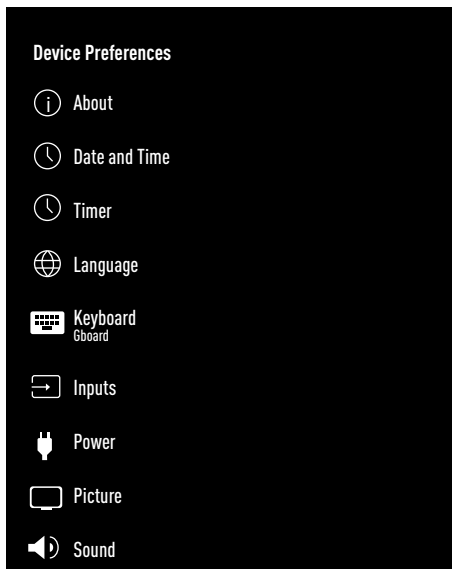 Device Preferences
About
Date and Time
Timer
Language
Keyboard
Gboard
Inputs
Power
Picture
Sound